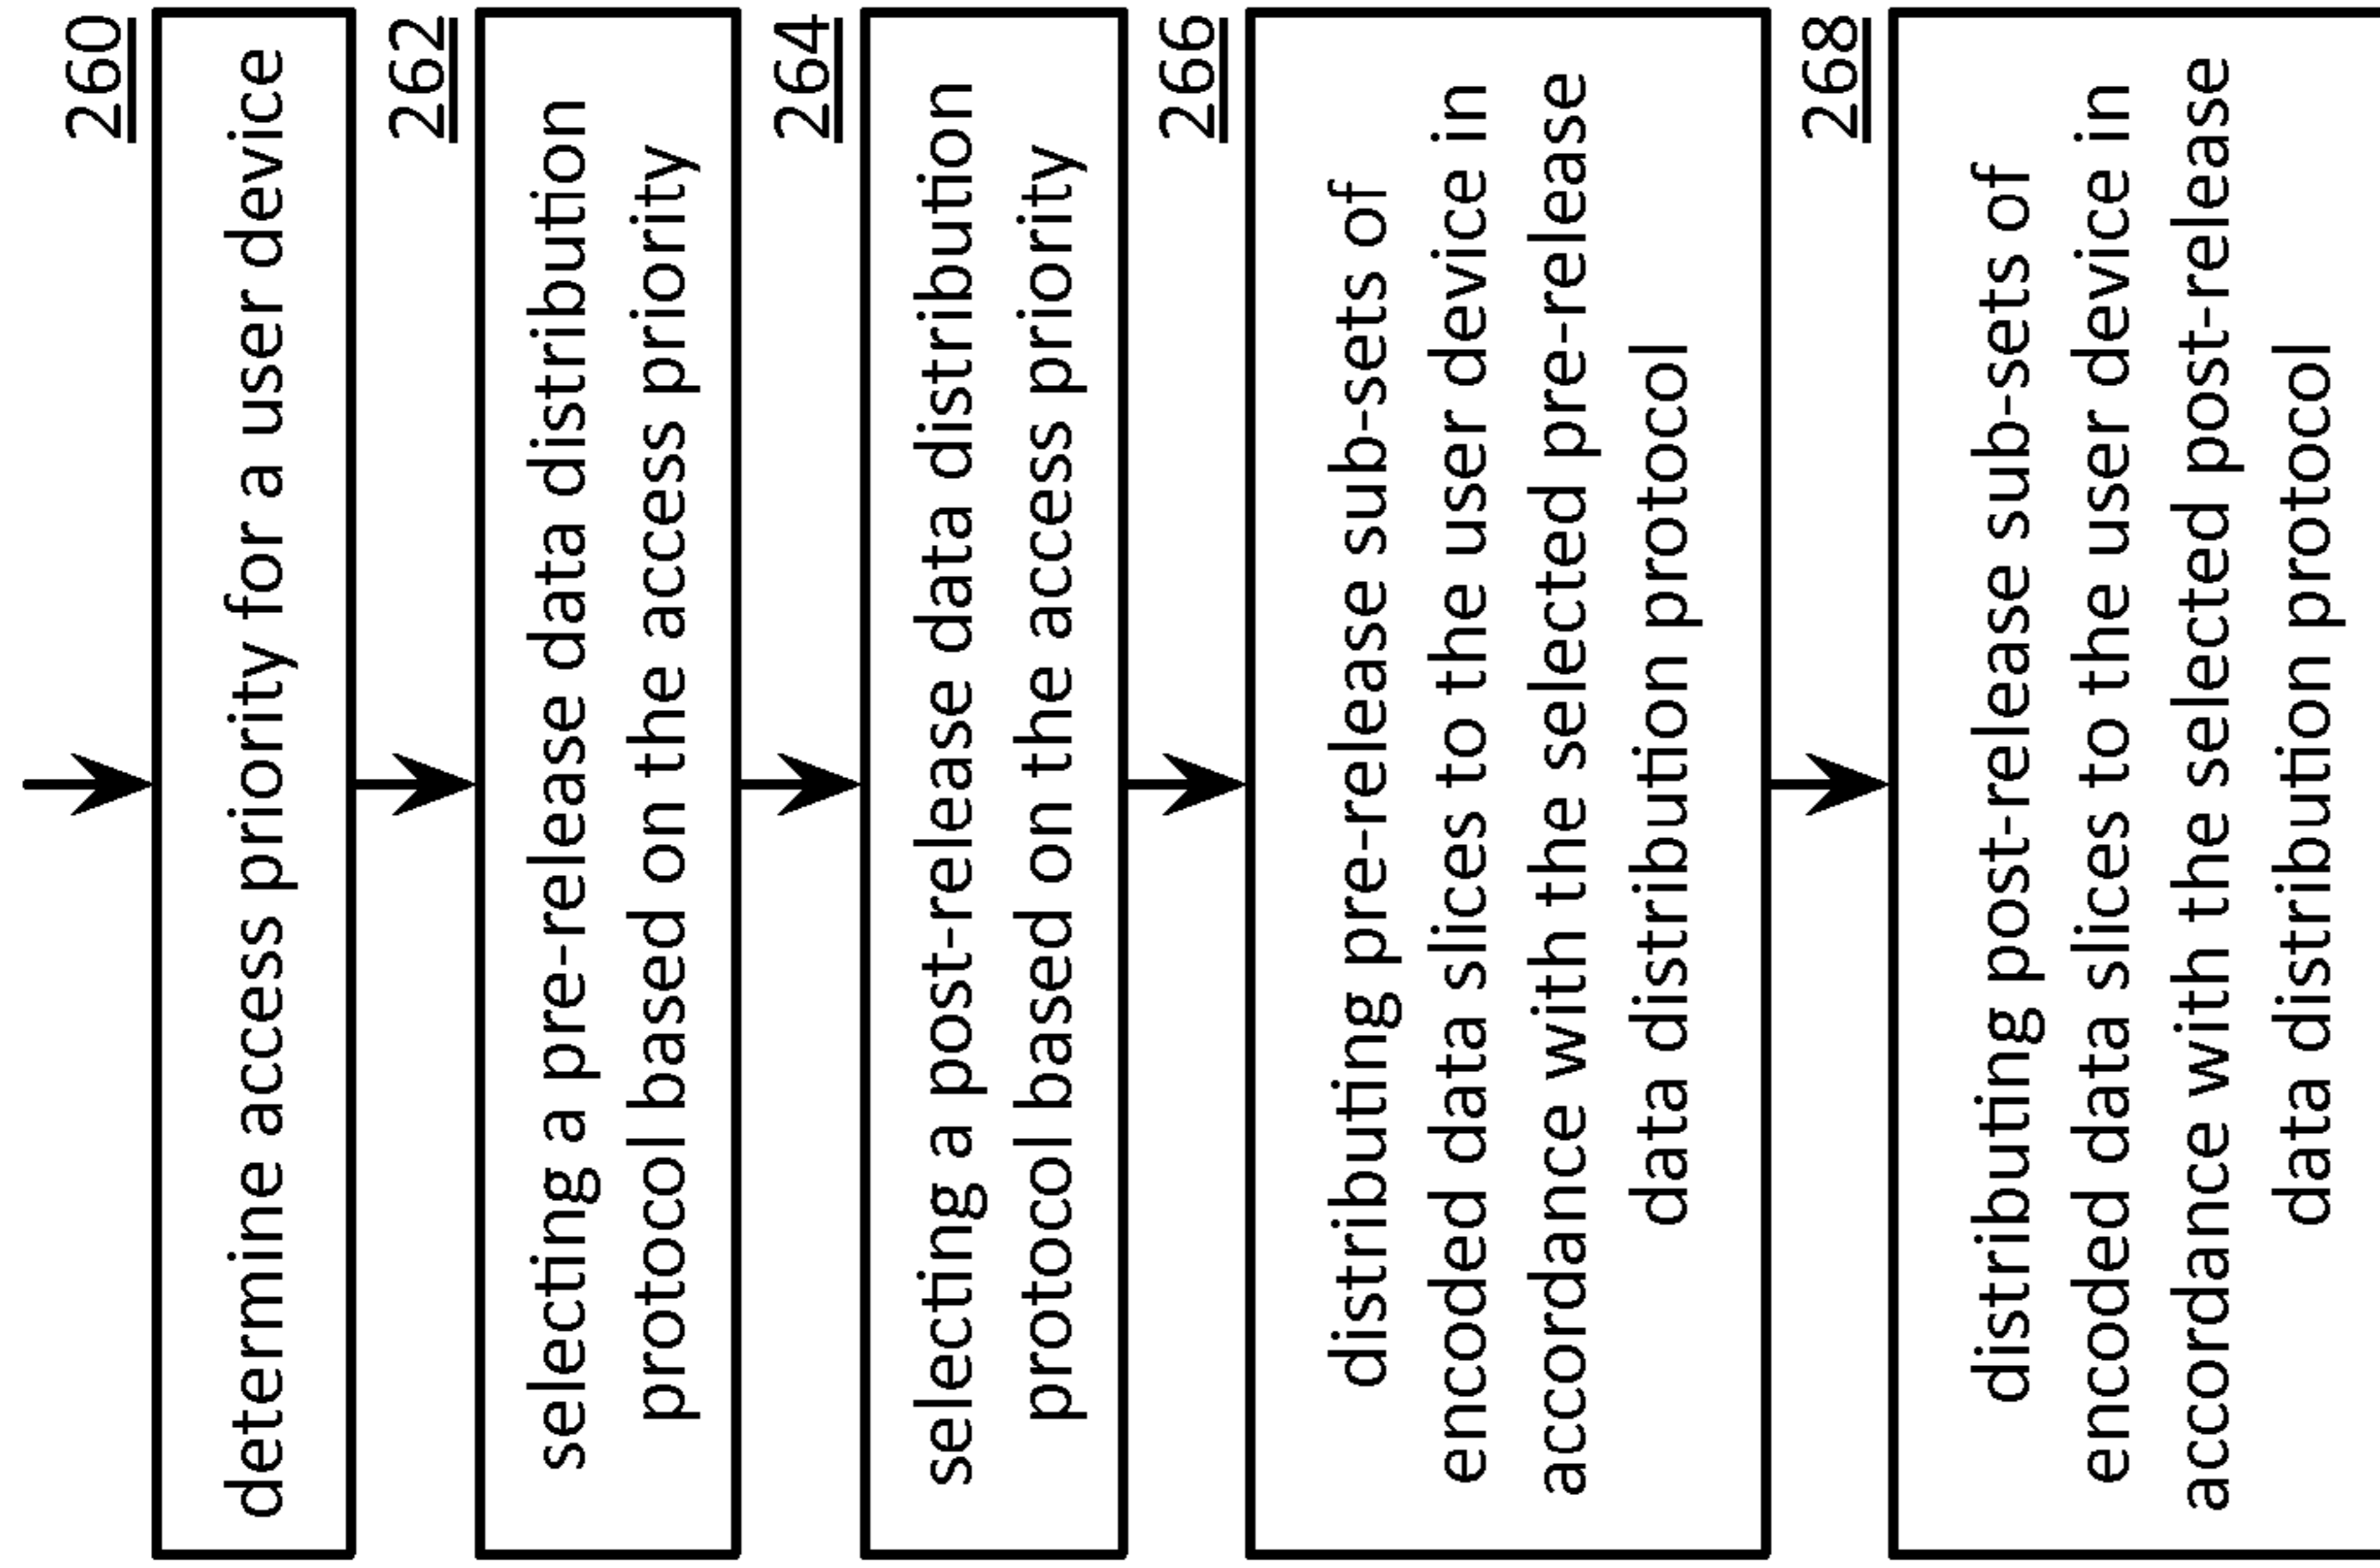 260
determine access priority for a user device
262
selecting a pre-release data distribution
protocol based on the access priority
264
selecting a post-release data distribution
protocol based on the access priority
266
distributing pre-release sub-sets of
encoded data slices to the user device in
accordance with the selected pre-release
data distribution protocol
268
distributing post-release sub-sets of
encoded data slices to the user device in
accordance with the selected post-release
data distribution protocol